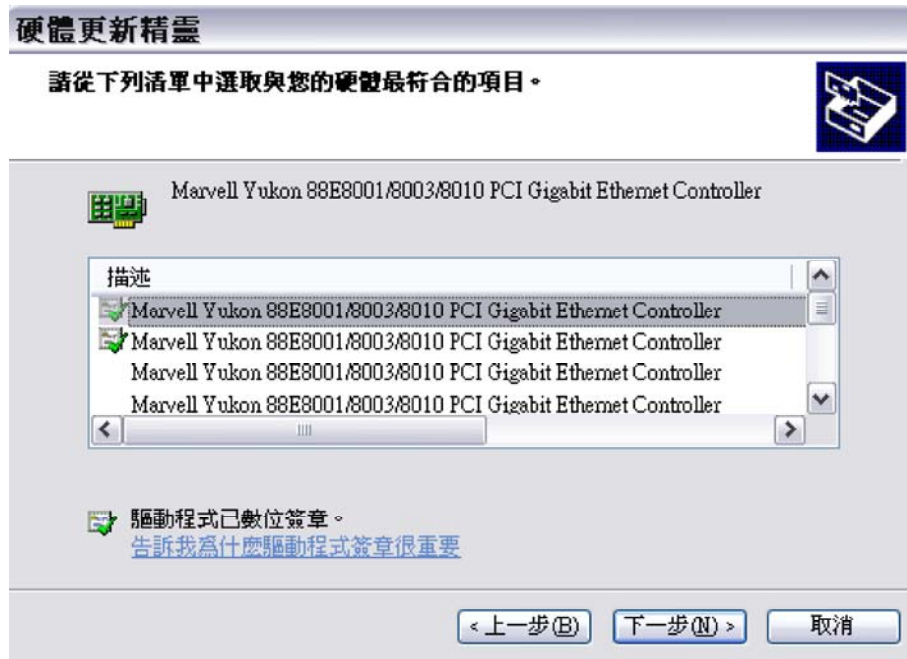 硬體更新精靈
請從下列清單中選取與您的硬體最符合的項目。
Marvell Yukon 88E8001/8003/8010 PCI Gigabit Ethernet Controller
描述
Marvell Yukon 88E8001/8003/8010 PCI Gigabit Ethernet Controller
Marvell Yukon 88E8001/8003/8010 PCI Gigabit Ethernet Controller
Marvell Yukon 88E8001/8003/8010 PCI Gigabit Ethernet Controller
Marvell Yukon 88E8001/8003/8010 PCI Gigabit Ethernet Controller
驅動程式已數位簽章。
告訴我為什麼驅動程式簽章很重要
<上一步(B) 下一步(N)> 取消